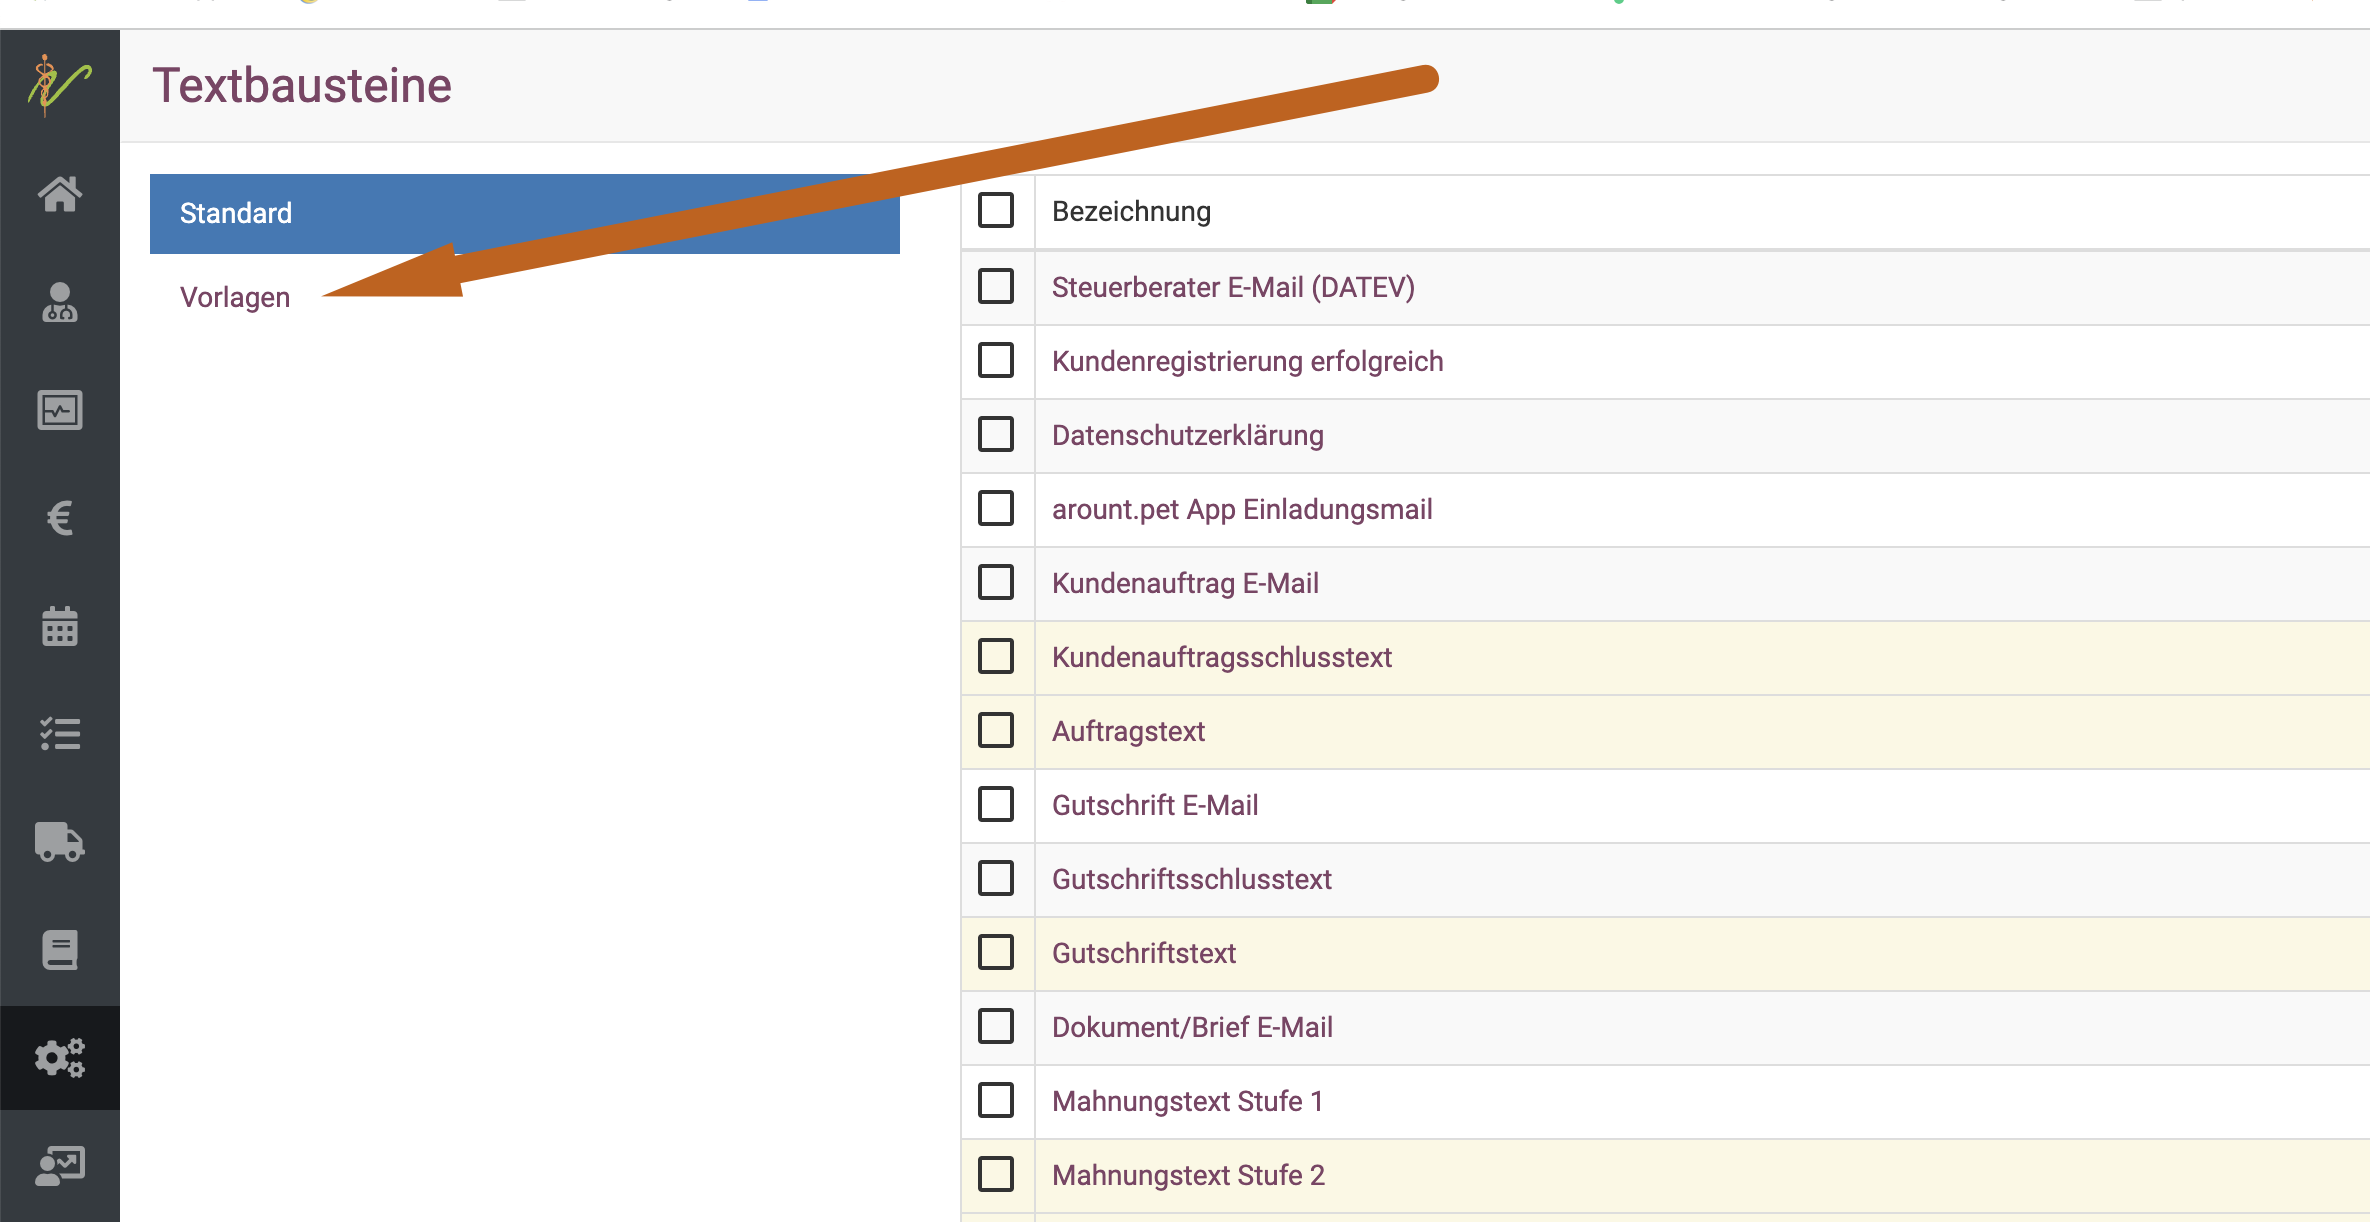 Textbausteine
Standard
Vorlagen
Bezeichnung
Steuerberater E-Mail (DATEV)
Kundenregistrierung erfolgreich
Datenschutzerklärung
arount.pet App Einladungsmail
Kundenauftrag E-Mail
Kundenauftragsschlusstext
Auftragstext
Gutschrift E-Mail
Gutschriftsschlusstext
Gutschriftstext
Dokument/Brief E-Mail
Mahnungstext Stufe 1
Mahnungstext Stufe 2